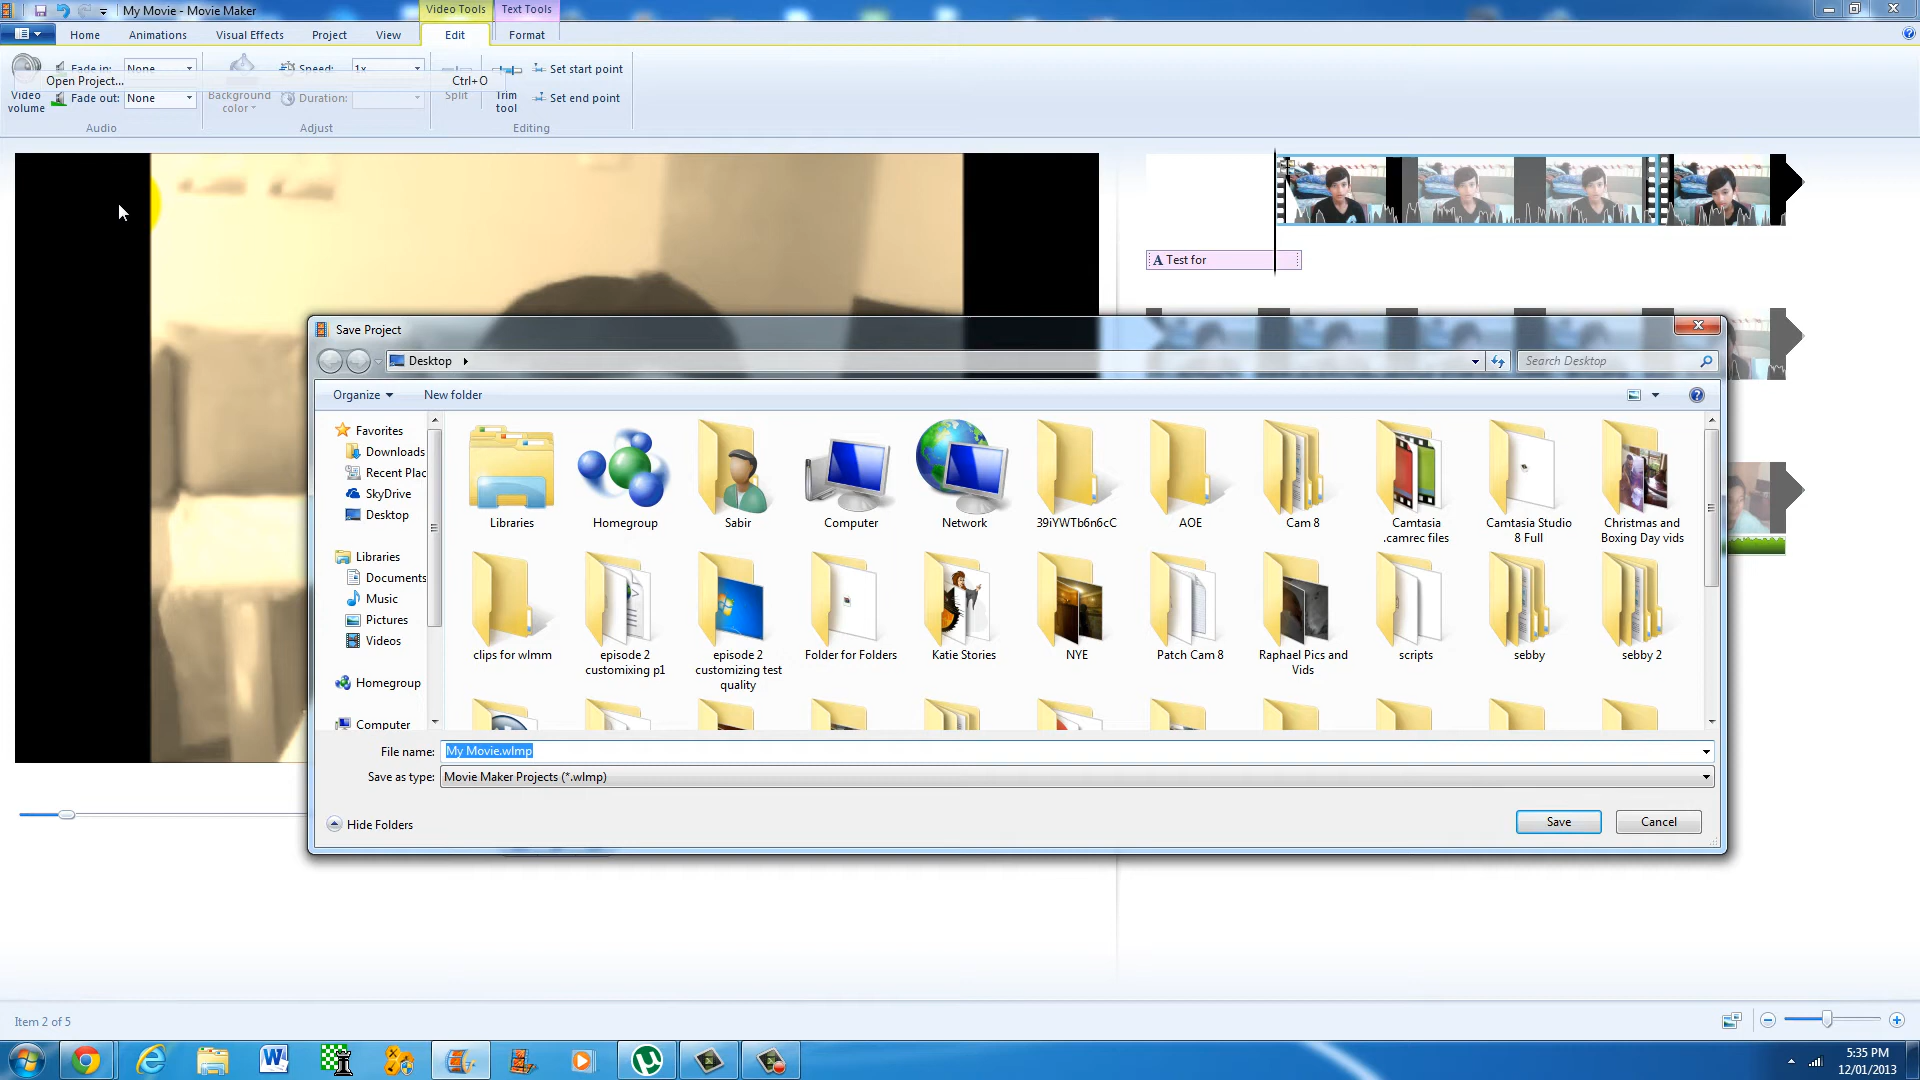 My Movie - Movie Maker
Video Tools
Text Tools
Home
Animations
Visual Effects
Project
View
Edit
Format
Fade in: None
Speed: 1x
Set start point
Open Project... Ctrl+O
Video volume
Fade out: None
Background color
Duration:
Split
Trim tool
Set end point
Audio
Adjust
Editing
A Test for
Save Project
Desktop
Search Desktop
Organize
New folder
Favorites
Downloads
Recent Plac
SkyDrive
Desktop
Libraries
Documents
Music
Pictures
Videos
Homegroup
Computer
Libraries
Homegroup
Sabir
Computer
Network
39iYWTb6n6cC
AOE
Cam 8
Camtasia
.camrec files
Camtasia Studio
8 Full
Christmas and
Boxing Day vids
clips for wlmm
episode 2
customixing p1
episode 2
customizing test
quality
Folder for Folders
Katie Stories
NYE
Patch Cam 8
Raphael Pics and
Vids
scripts
sebby
sebby 2
File name: My Movie.wlmp
Save as type: Movie Maker Projects (*.wlmp)
Hide Folders
Save
Cancel
Item 2 of 5
5:35 PM
12/01/2013